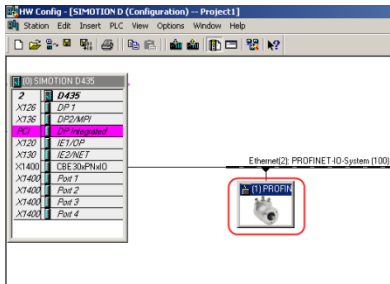 HW Config - [SIMOTION D (Configuration) -- Project1]
Station Edit Insert PLC View Options Window Help
(0) SIMOTION D435
2 D435
X126 DP1
X136 DP2/MPI
PCI DP Integrated
X120 IE1/OP
X130 IE2/NET
X1400 CBE30xPNxIO
X1400 Port 1
X1400 Port 2
X1400 Port 3
X1400 Port 4
Ethernet(2): PROFINET-IO-System (100)
(1) PROFIN